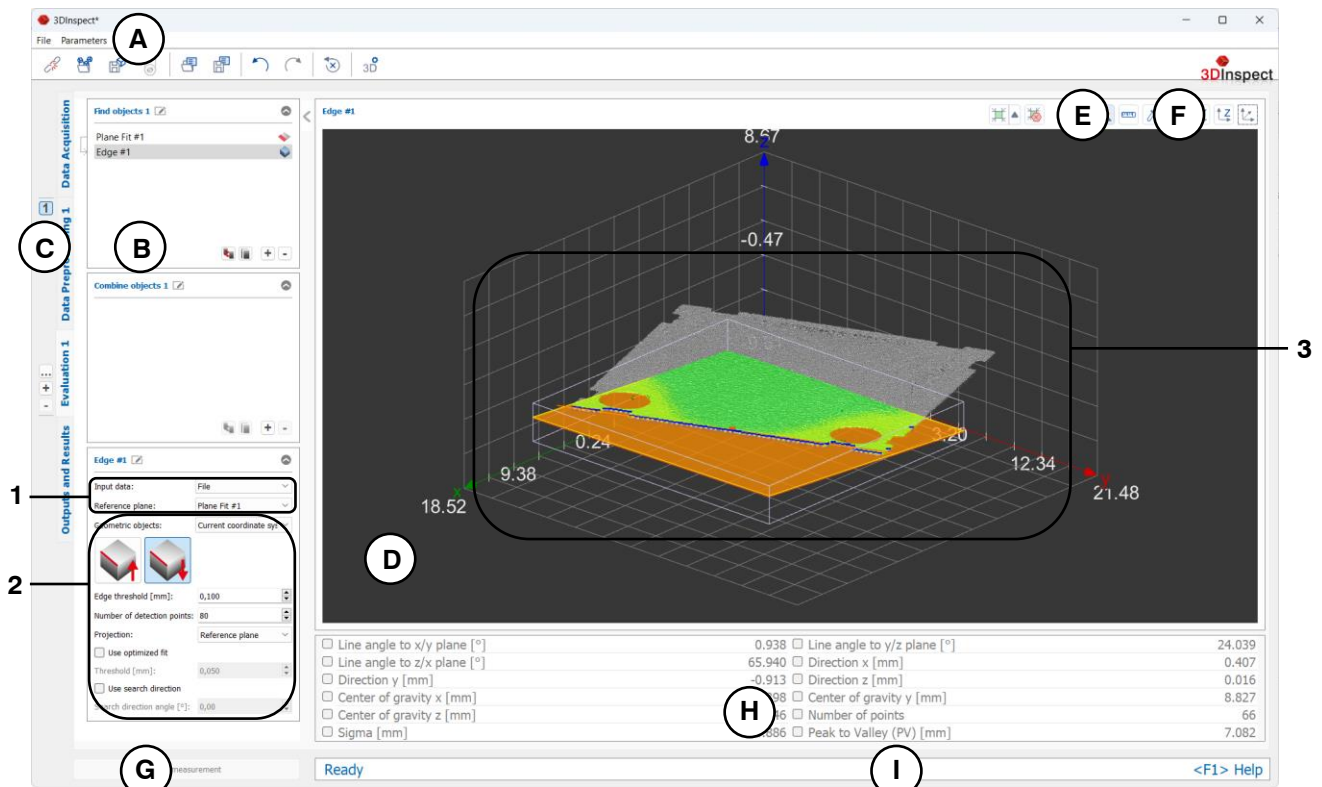 3DInspect*
File Parameters
A
3D
3DInspect
Data Acquisition
Find objects 1
Plane Fit #1
Edge #1
+ -
1
C
B
Combine objects 1
...
+
-
Evaluation 1
+ -
Outputs and Results
Edge #1
1
Input data: File
Reference plane: Plane Fit #1
2
Geometric objects: Current coordinate sys
Edge threshold [mm]: 0,100
Number of detection points: 80
Projection: Reference plane
Use optimized fit
Threshold [mm]: 0,050
Use search direction
Search direction angle [°]: 0,00
G
measurement
Edge #1
E
F
Z
8.67
z
-0.47
3
0.24
9.38
x
18.52
3.20
12.34
y
21.48
D
Line angle to x/y plane [°] 0.938 Line angle to y/z plane [°] 24.039
Line angle to z/x plane [°] 65.940 Direction x [mm] 0.407
Direction y [mm] -0.913 Direction z [mm] 0.016
Center of gravity x [mm] Center of gravity y [mm] 8.827
Center of gravity z [mm] Number of points 66
Sigma [mm] Peak to Valley (PV) [mm] 7.082
H
Ready
I
<F1> Help